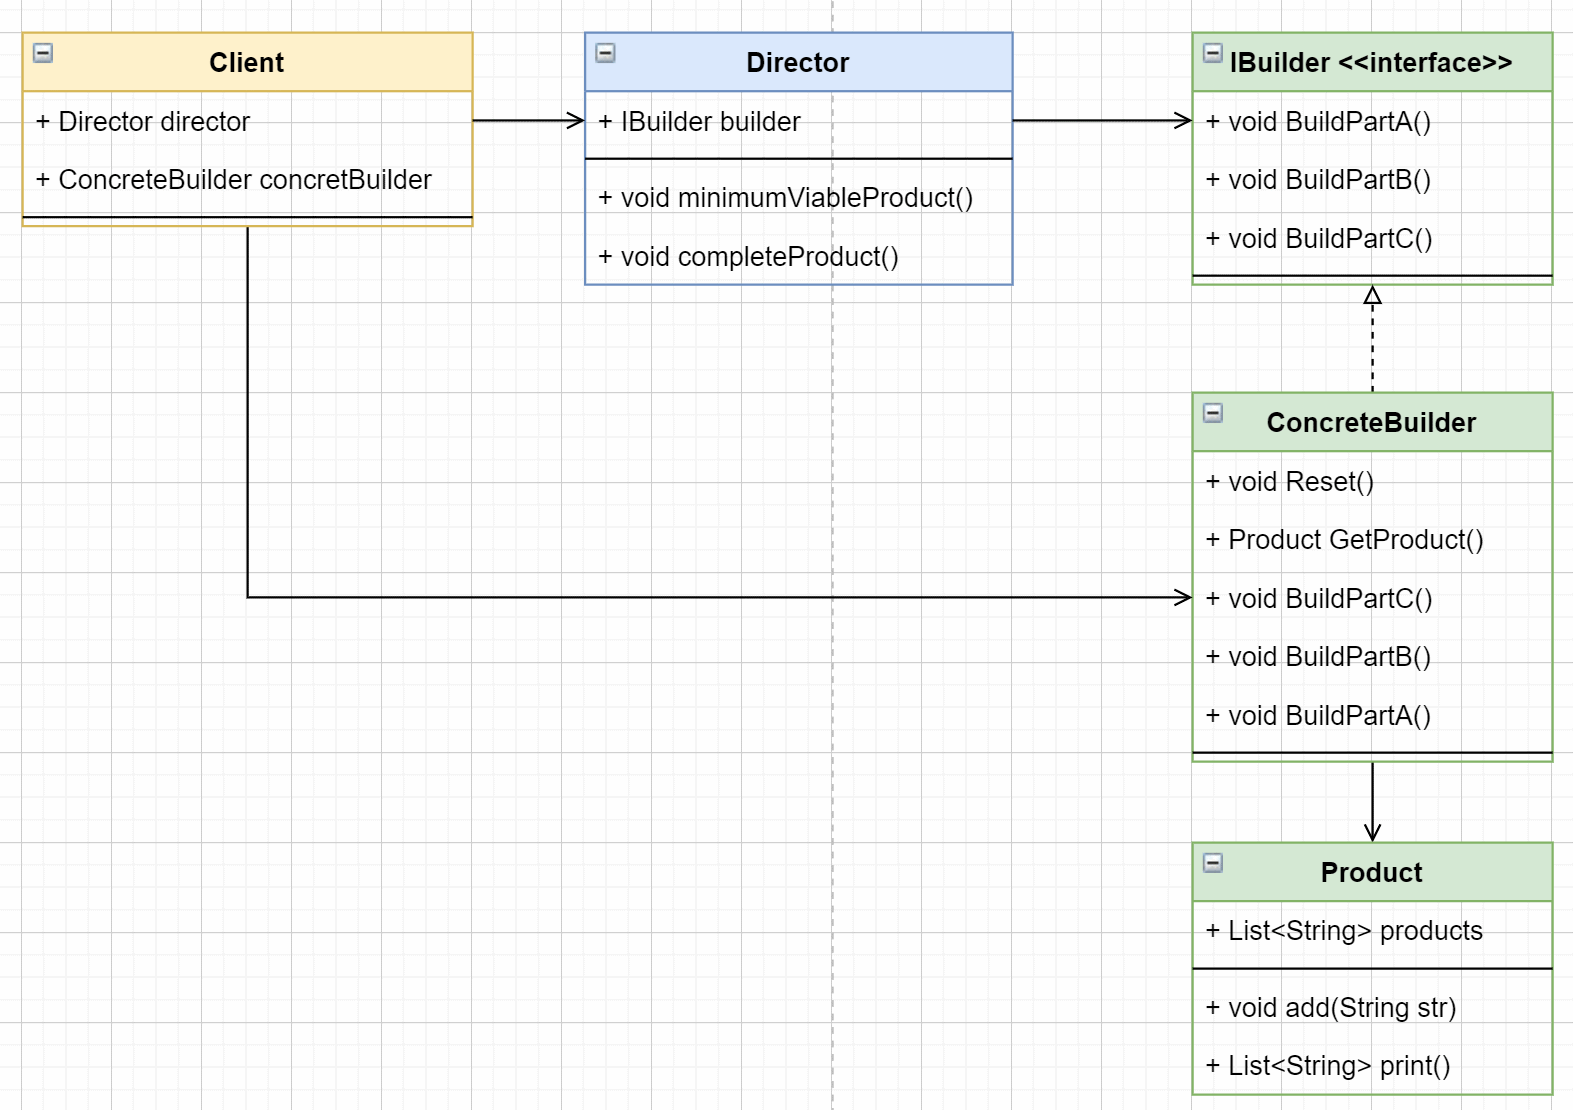 Client
+ Director director
+ ConcreteBuilder concretBuilder
Director
+ IBuilder builder
+ void minimumViableProduct()
+ void completeProduct()
IBuilder <<interface>>
+ void BuildPartA()
+ void BuildPartB()
+ void BuildPartC()
ConcreteBuilder
+ void Reset()
+ Product GetProduct()
+ void BuildPartC()
+ void BuildPartB()
+ void BuildPartA()
Product
+ List<String> products
+ void add(String str)
+ List<String> print()